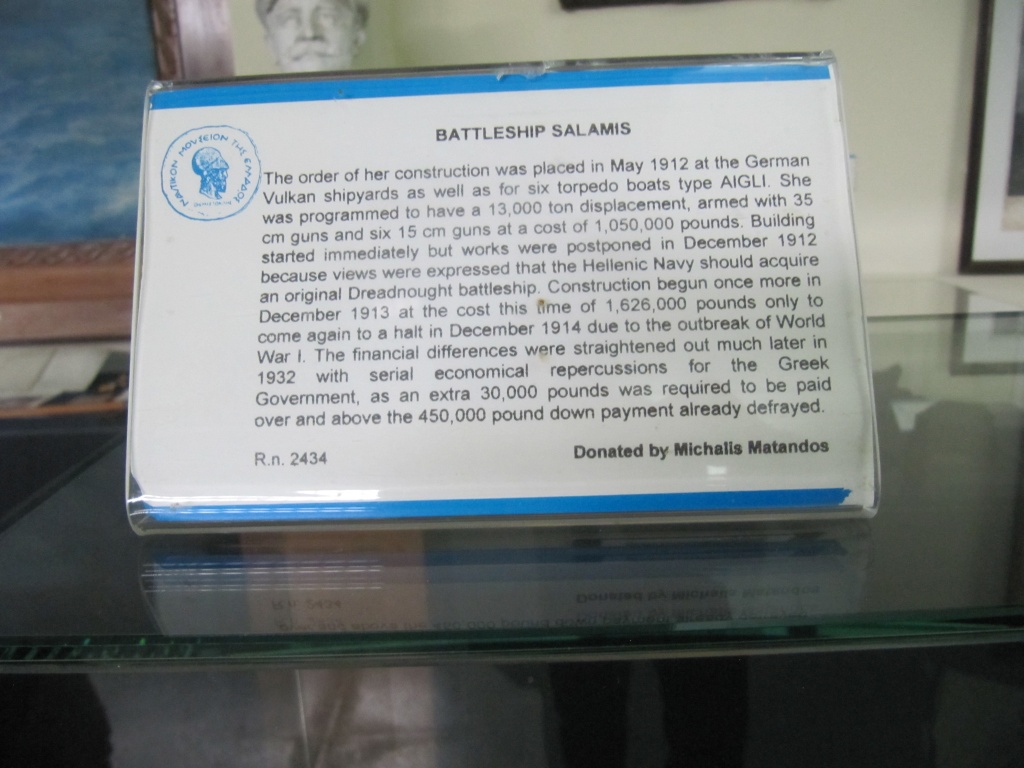 BATTLESHIP SALAMIS
ΝΑΥΤΙΚΟΝ ΜΟΥΣΕΙΟΝ ΤΗΣ ΕΛΛΑΔΟΣ
The order of her construction was placed in May 1912 at the German
Vulkan shipyards as well as for six torpedo boats type AIGLI. She
was programmed to have a 13,000 ton displacement, armed with 35
cm guns and six 15 cm guns at a cost of 1,050,000 pounds. Building
started immediately but works were postponed in December 1912
because views were expressed that the Hellenic Navy should acquire
an original Dreadnought battleship. Construction begun once more in
December 1913 at the cost this time of 1,626,000 pounds only to
come again to a halt in December 1914 due to the outbreak of World
War I. The financial differences were straightened out much later in
1932 with serial economical repercussions for the Greek
Government, as an extra 30,000 pounds was required to be paid
over and above the 450,000 pound down payment already defrayed.
R.n. 2434 Donated by Michalis Matandos